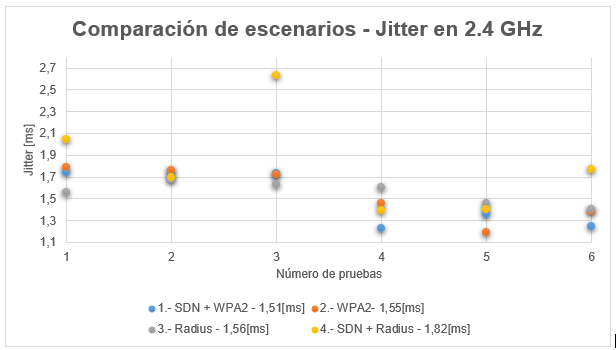 Comparación de escenarios - Jitter en 2.4 GHz
2,7
2,5
2,3
2,1
1,9
1,7
1,5
1,3
1,1
Jitter [ms]
1 2 3 4 5 6
Número de pruebas
1.- SDN + WPA2 - 1,51[ms] 2.- WPA2- 1,55[ms]
3.- Radius - 1,56[ms] 4.- SDN + Radius - 1,82[ms]